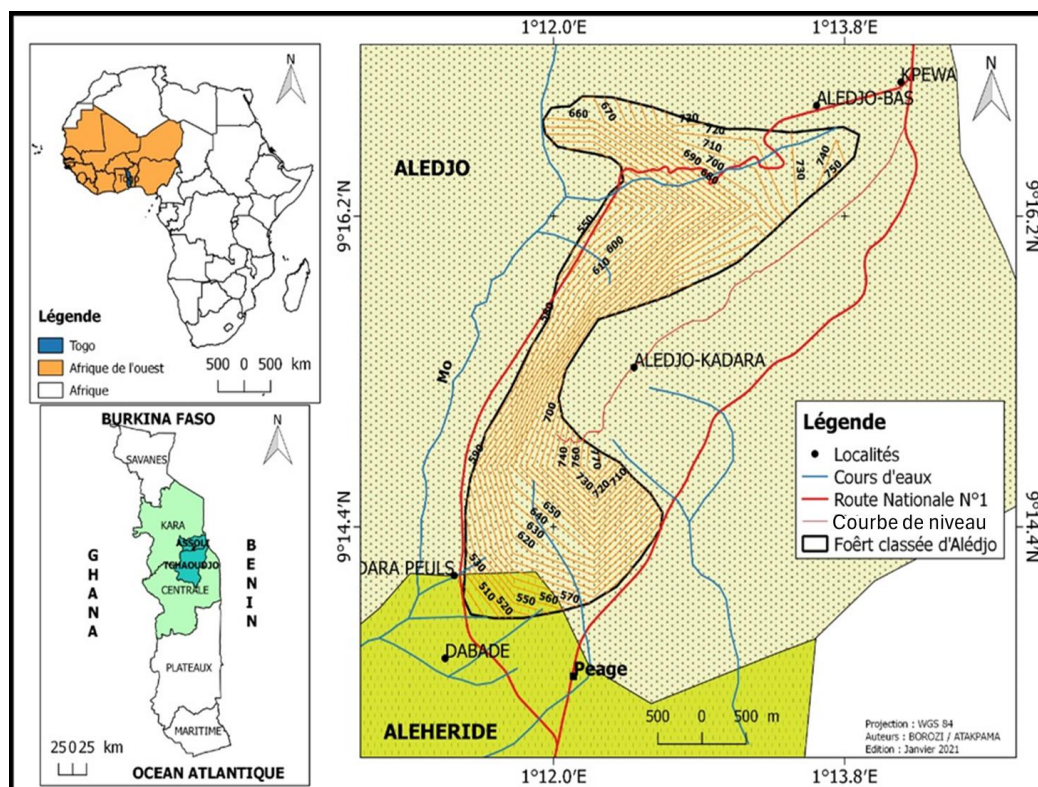 N
Togo
Légende
Togo
Afrique de l'ouest
Afrique
500 0 500 km
BURKINA FASO
N
SAVANES
KARA
ASSOLI
TCHAOUDJO
CENTRALE
GHANA
BENIN
PLATEAUX
MARITIME
25 0 25 km
OCEAN ATLANTIQUE
1°12.0'E
1°13.8'E
N
KPEWA
ALEDJO-BAS
ALEDJO
660
670
730
720
710
700
690
680
740
750
730
9°16.2'N
9°16.2'N
550
600
610
580
Mo
ALEDJO-KADARA
700
590
740
760
770
730
720
710
650
640
630
620
9°14.4'N
9°14.4'N
530
DARA PEULS
510
520
550
560
570
DABADE
Peage
ALEHERIDE
Légende
Localités
Cours d'eaux
Route Nationale N°1
Courbe de niveau
Foêrt classée d'Alédjo
500 0 500 m
Projection : WGS 84
Auteurs : BOROZI / ATAKPAMA
Edition : Janvier 2021
1°12.0'E
1°13.8'E